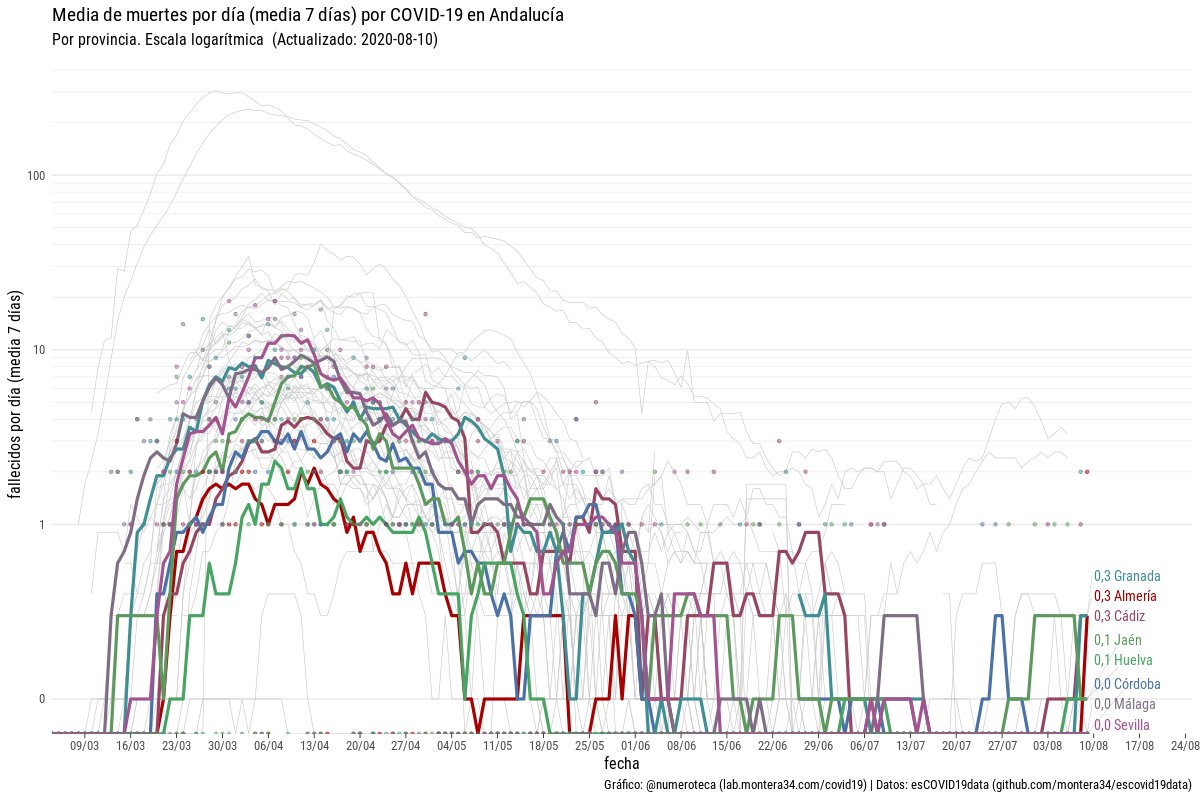 Media de muertes por día (media 7 días) por COVID-19 en Andalucía
Por provincia. Escala logarítmica (Actualizado: 2020-08-10)
fallecidos por día (media 7 días)
100
10
1
0
0,3 Granada
0,3 Almería
0,3 Cádiz
0,1 Jaén
0,1 Huelva
0,0 Córdoba
0,0 Málaga
0,0 Sevilla
09/03 16/03 23/03 30/03 06/04 13/04 20/04 27/04 04/05 11/05 18/05 25/05 01/06 08/06 15/06 22/06 29/06 06/07 13/07 20/07 27/07 03/08 10/08 17/08 24/08
fecha
Gráfico: @numeroteca (lab.montera34.com/covid19) | Datos: esCOVID19data (github.com/montera34/escovid19data)